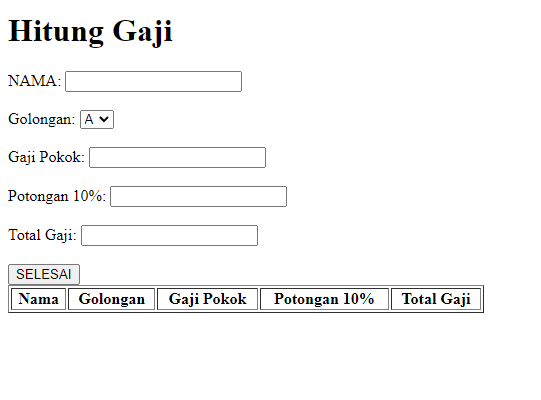 Hitung Gaji
NAMA:
Golongan: A
Gaji Pokok:
Potongan 10%:
Total Gaji:
SELESAI
Nama Golongan Gaji Pokok Potongan 10% Total Gaji